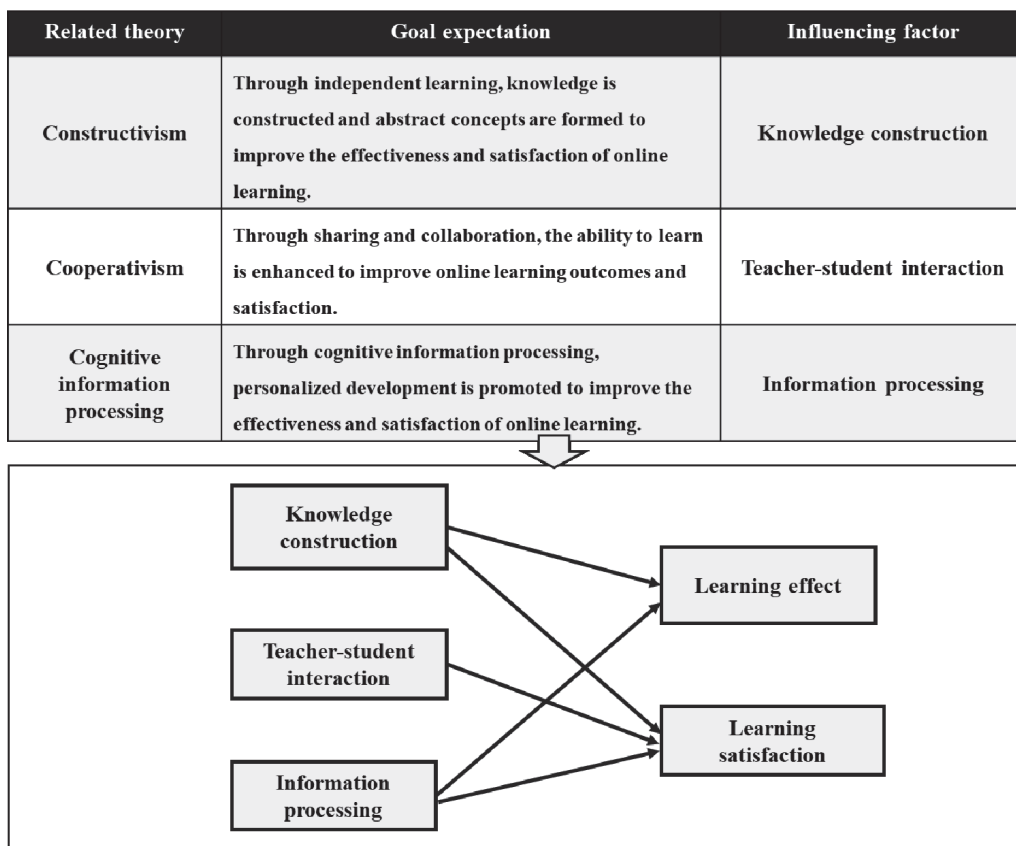 Related theory
Goal expectation
Influencing factor
Constructivism
Through independent learning, knowledge is
constructed and abstract concepts are formed to
improve the effectiveness and satisfaction of online
learning.
Knowledge construction
Cooperativism
Through sharing and collaboration, the ability to learn
is enhanced to improve online learning outcomes and
satisfaction.
Teacher-student interaction
Cognitive
information
processing
Through cognitive information processing,
personalized development is promoted to improve the
effectiveness and satisfaction of online learning.
Information processing
Knowledge
construction
Learning effect
Teacher-student
interaction
Learning
satisfaction
Information
processing